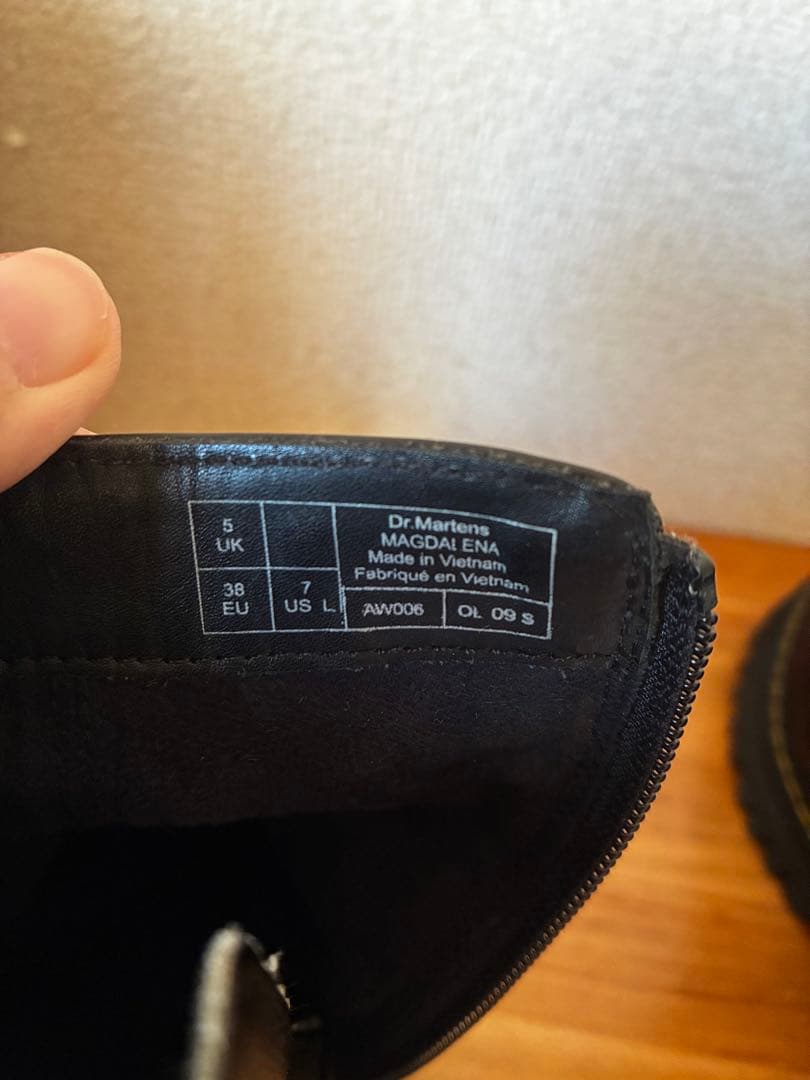 5
UK
38
EU
7
US L
Dr.Martens
MAGDALENA
Made in Vietnam
Fabriqué en Vietnam
AW006
OL 09 S